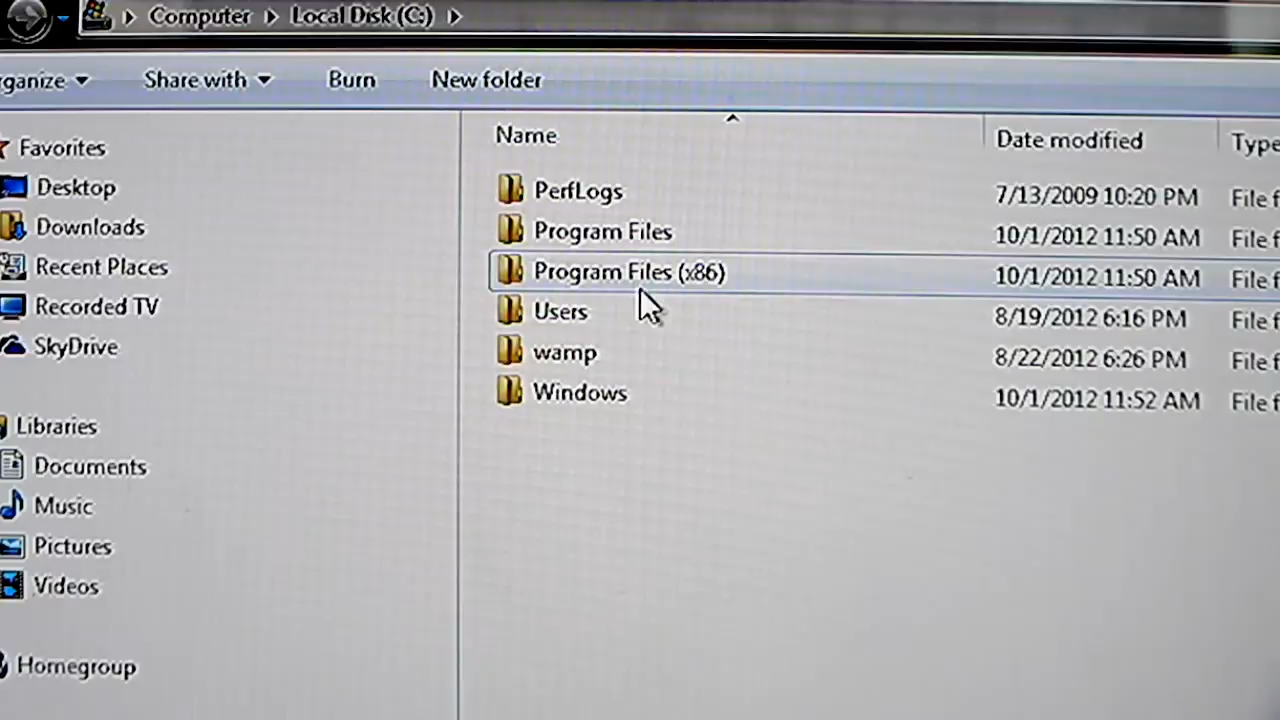 Computer Local Disk (C:)
rganize Share with Burn New folder
Favorites
Desktop
Downloads
Recent Places
Recorded TV
SkyDrive
Libraries
Documents
Music
Pictures
Videos
Homegroup
Name Date modified Type
PerfLogs 7/13/2009 10:20 PM File f
Program Files 10/1/2012 11:50 AM File f
Program Files (x86) 10/1/2012 11:50 AM File f
Users 8/19/2012 6:16 PM File f
wamp 8/22/2012 6:26 PM File f
Windows 10/1/2012 11:52 AM File f